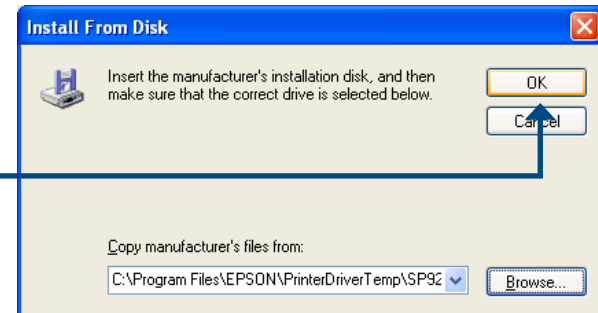 Install From Disk
Insert the manufacturer's installation disk, and then
make sure that the correct drive is selected below.
OK
Cancel
Copy manufacturer's files from:
C:\Program Files\EPSON\PrinterDriverTemp\SP92
Browse...